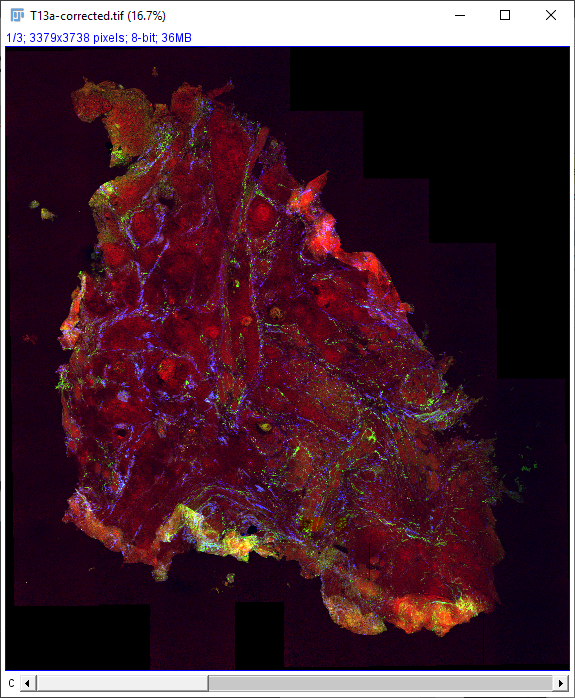 T13a-corrected.tif (16.7%)
1/3; 3379x3738 pixels; 8-bit; 36MB
C